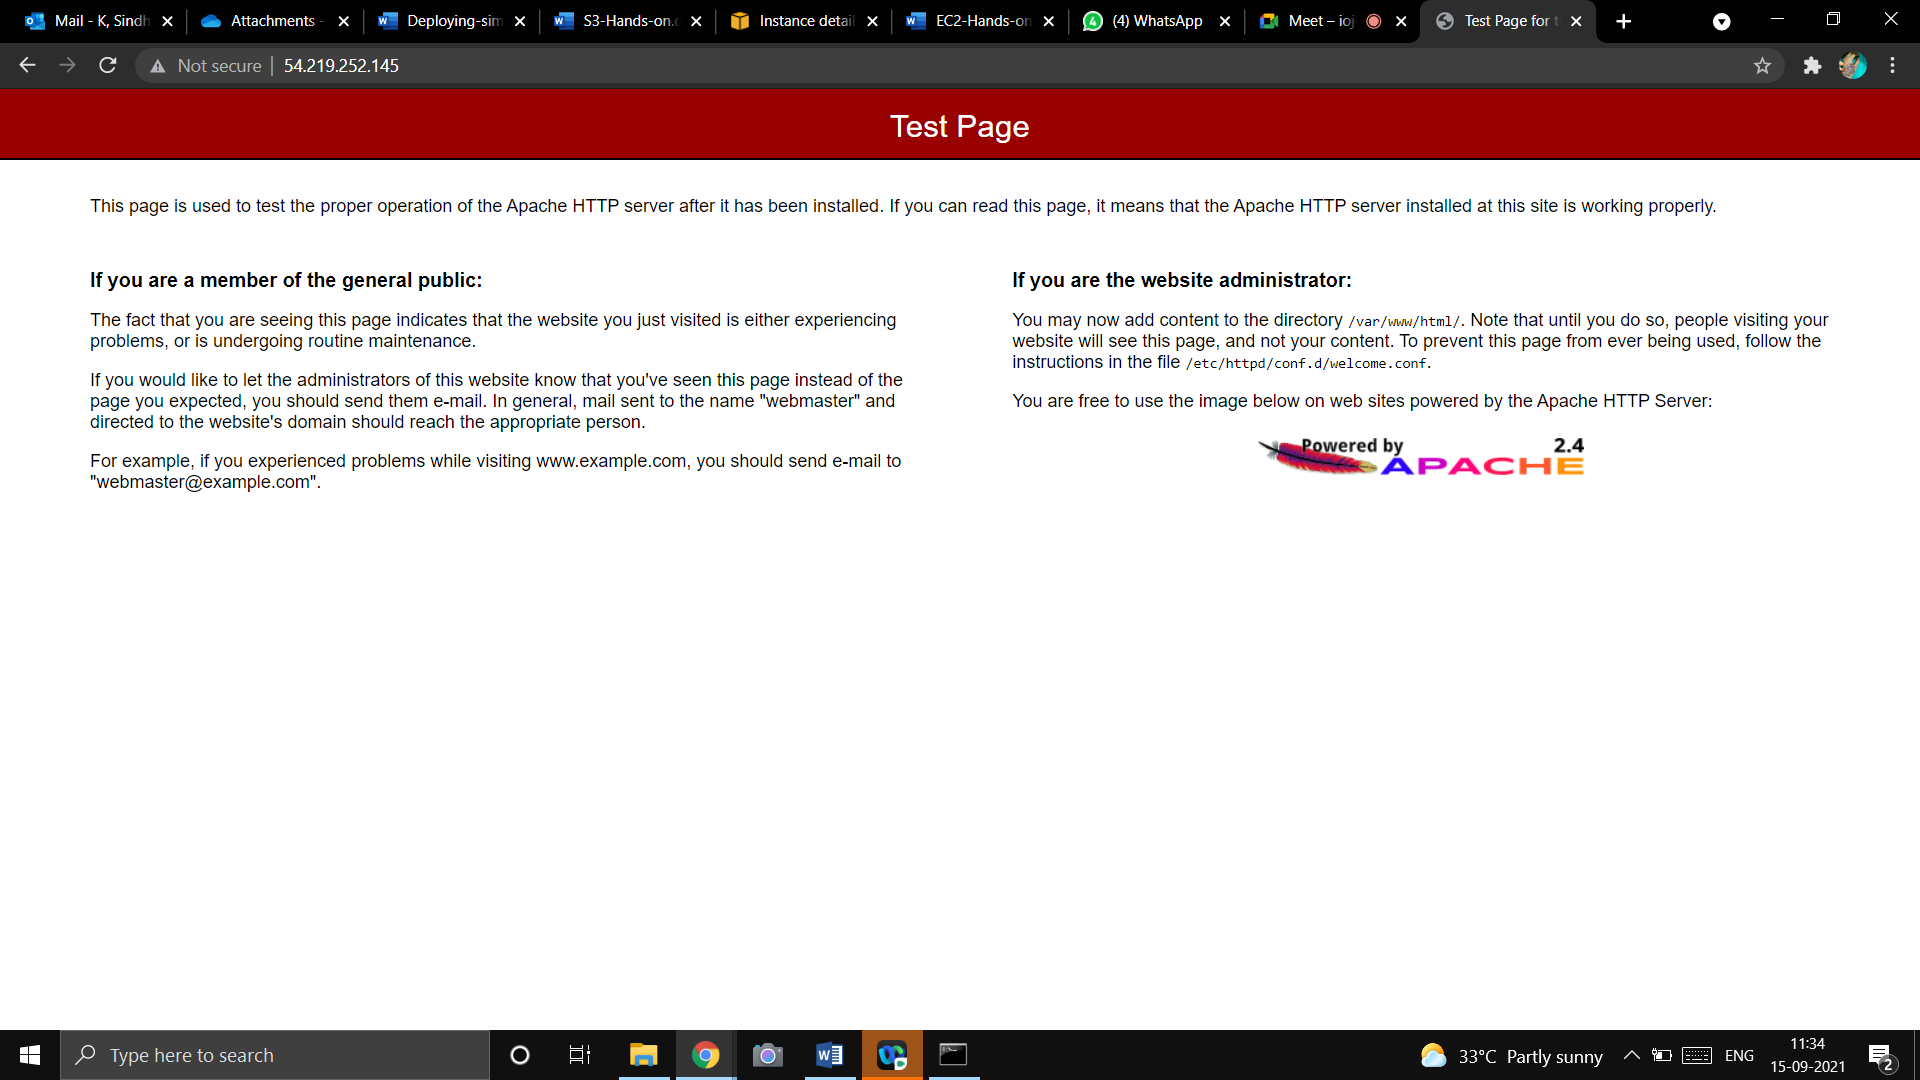 Mail - K, Sindh
Attachments -
Deploying-sim
S3-Hands-on.
Instance detail
EC2-Hands-on
(4) WhatsApp
Meet – ioj
Test Page for t
Not secure
54.219.252.145
Test Page
This page is used to test the proper operation of the Apache HTTP server after it has been installed. If you can read this page, it means that the Apache HTTP server installed at this site is working properly.
If you are a member of the general public:
The fact that you are seeing this page indicates that the website you just visited is either experiencing
problems, or is undergoing routine maintenance.
If you would like to let the administrators of this website know that you've seen this page instead of the
page you expected, you should send them e-mail. In general, mail sent to the name "webmaster" and
directed to the website's domain should reach the appropriate person.
For example, if you experienced problems while visiting www.example.com, you should send e-mail to
"webmaster@example.com".
If you are the website administrator:
You may now add content to the directory /var/www/html/. Note that until you do so, people visiting your
website will see this page, and not your content. To prevent this page from ever being used, follow the
instructions in the file /etc/httpd/conf.d/welcome.conf.
You are free to use the image below on web sites powered by the Apache HTTP Server:
Powered by 2.4
APACHE
Type here to search
33°C Partly sunny
ENG
11:34
15-09-2021
2